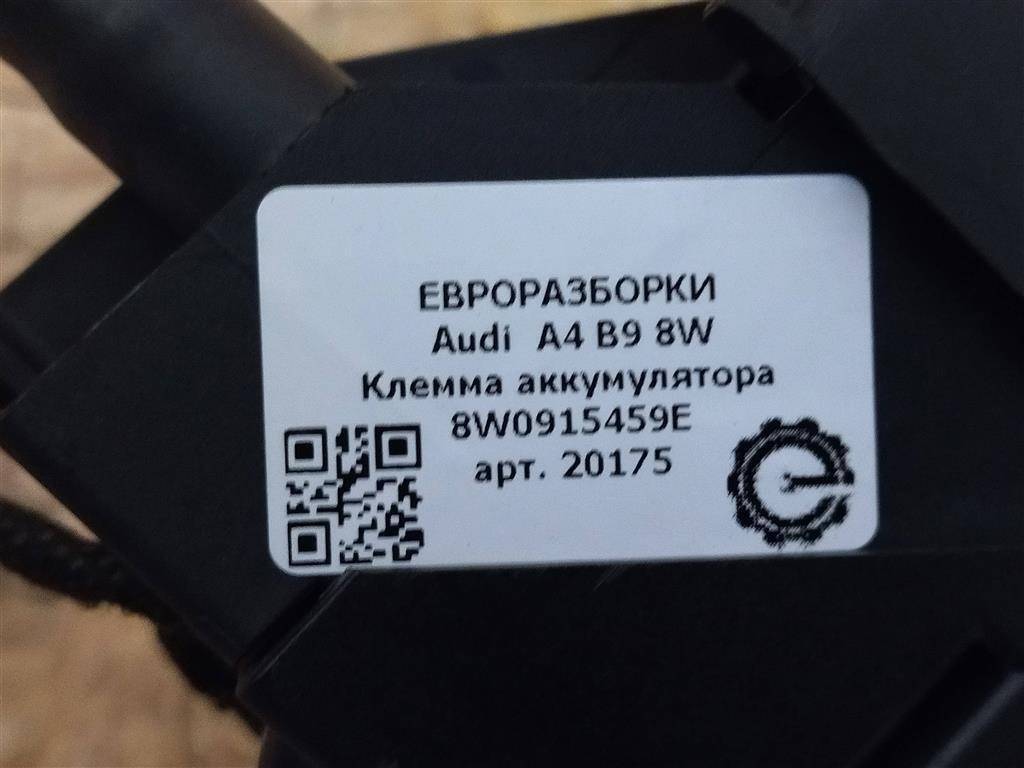 ЕВРОРАЗБОРКИ
Audi A4 B9 8W
Клемма аккумулятора
8W0915459E
арт. 20175